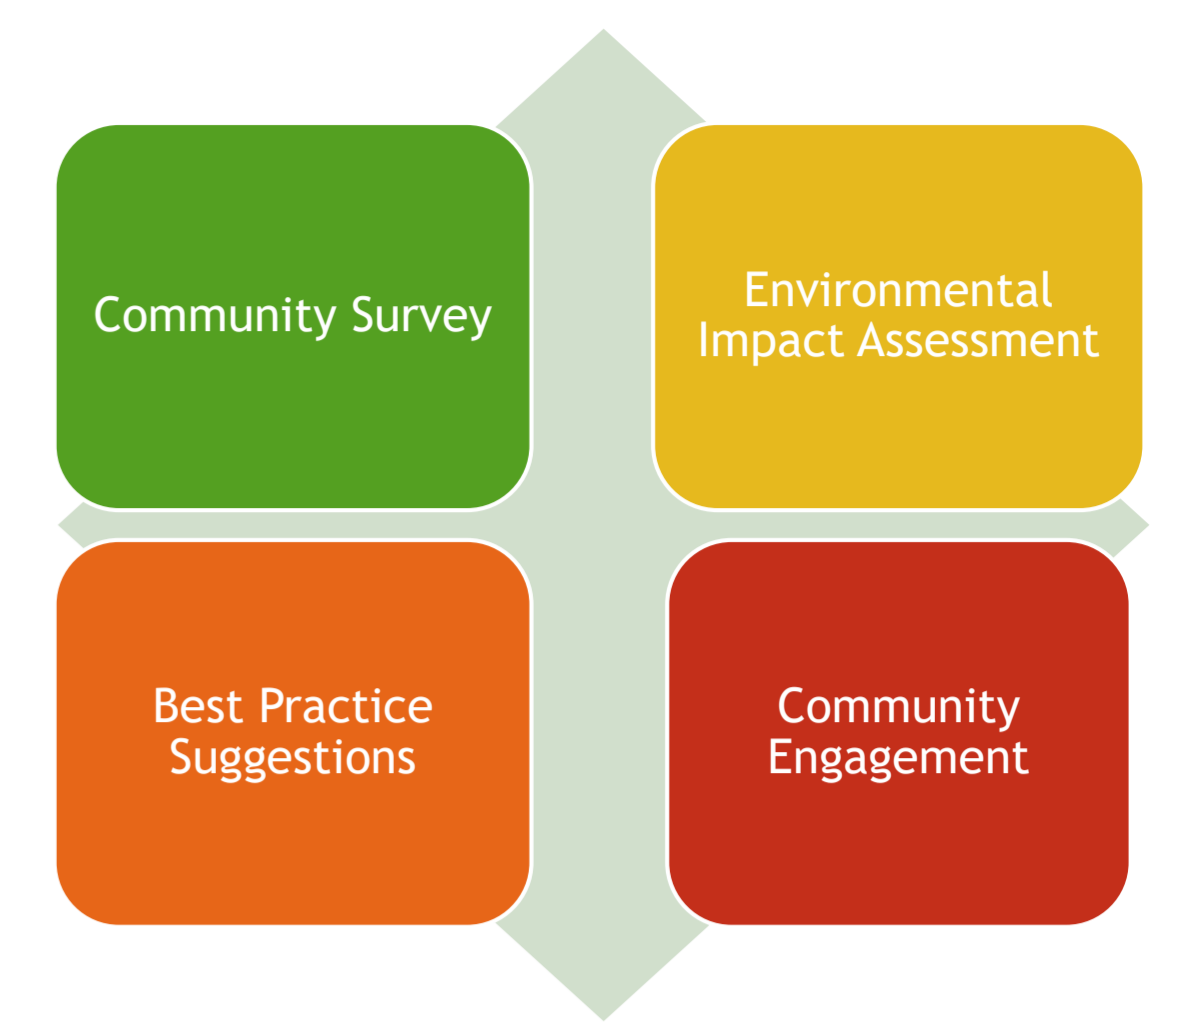 Community Survey
Environmental
Impact Assessment
Best Practice
Suggestions
Community
Engagement